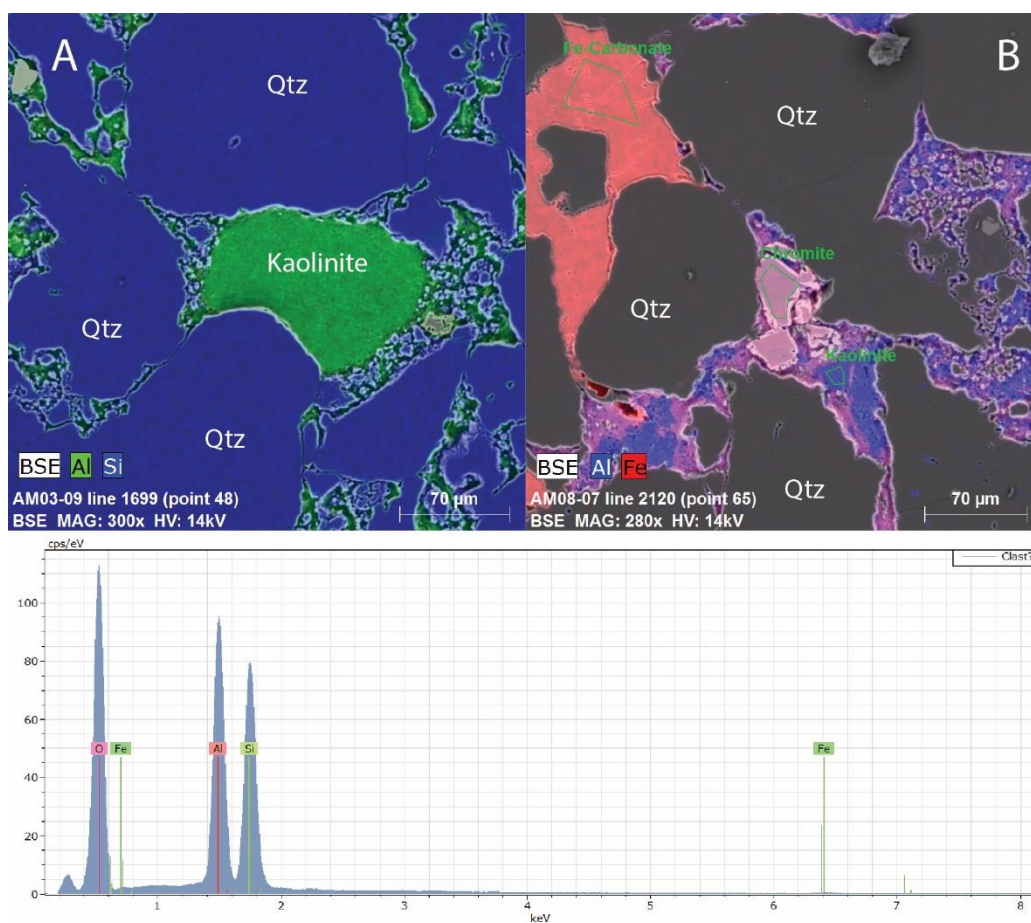 A
Qtz
Kaolinite
Qtz
Qtz
BSE Al Si
AM03-09 line 1699 (point 48)
BSE MAG: 300x HV: 14kV
70 µm
B
Fe-Carbonate
Qtz
Chromite
Qtz
Kaolinite
Qtz
BSE Al Fe
AM08-07 line 2120 (point 65)
BSE MAG: 280x HV: 14kV
70 µm
cps/eV
100
80
60
40
20
0
O Fe Al Si Fe
1 2 3 4 5 6 7 8
keV